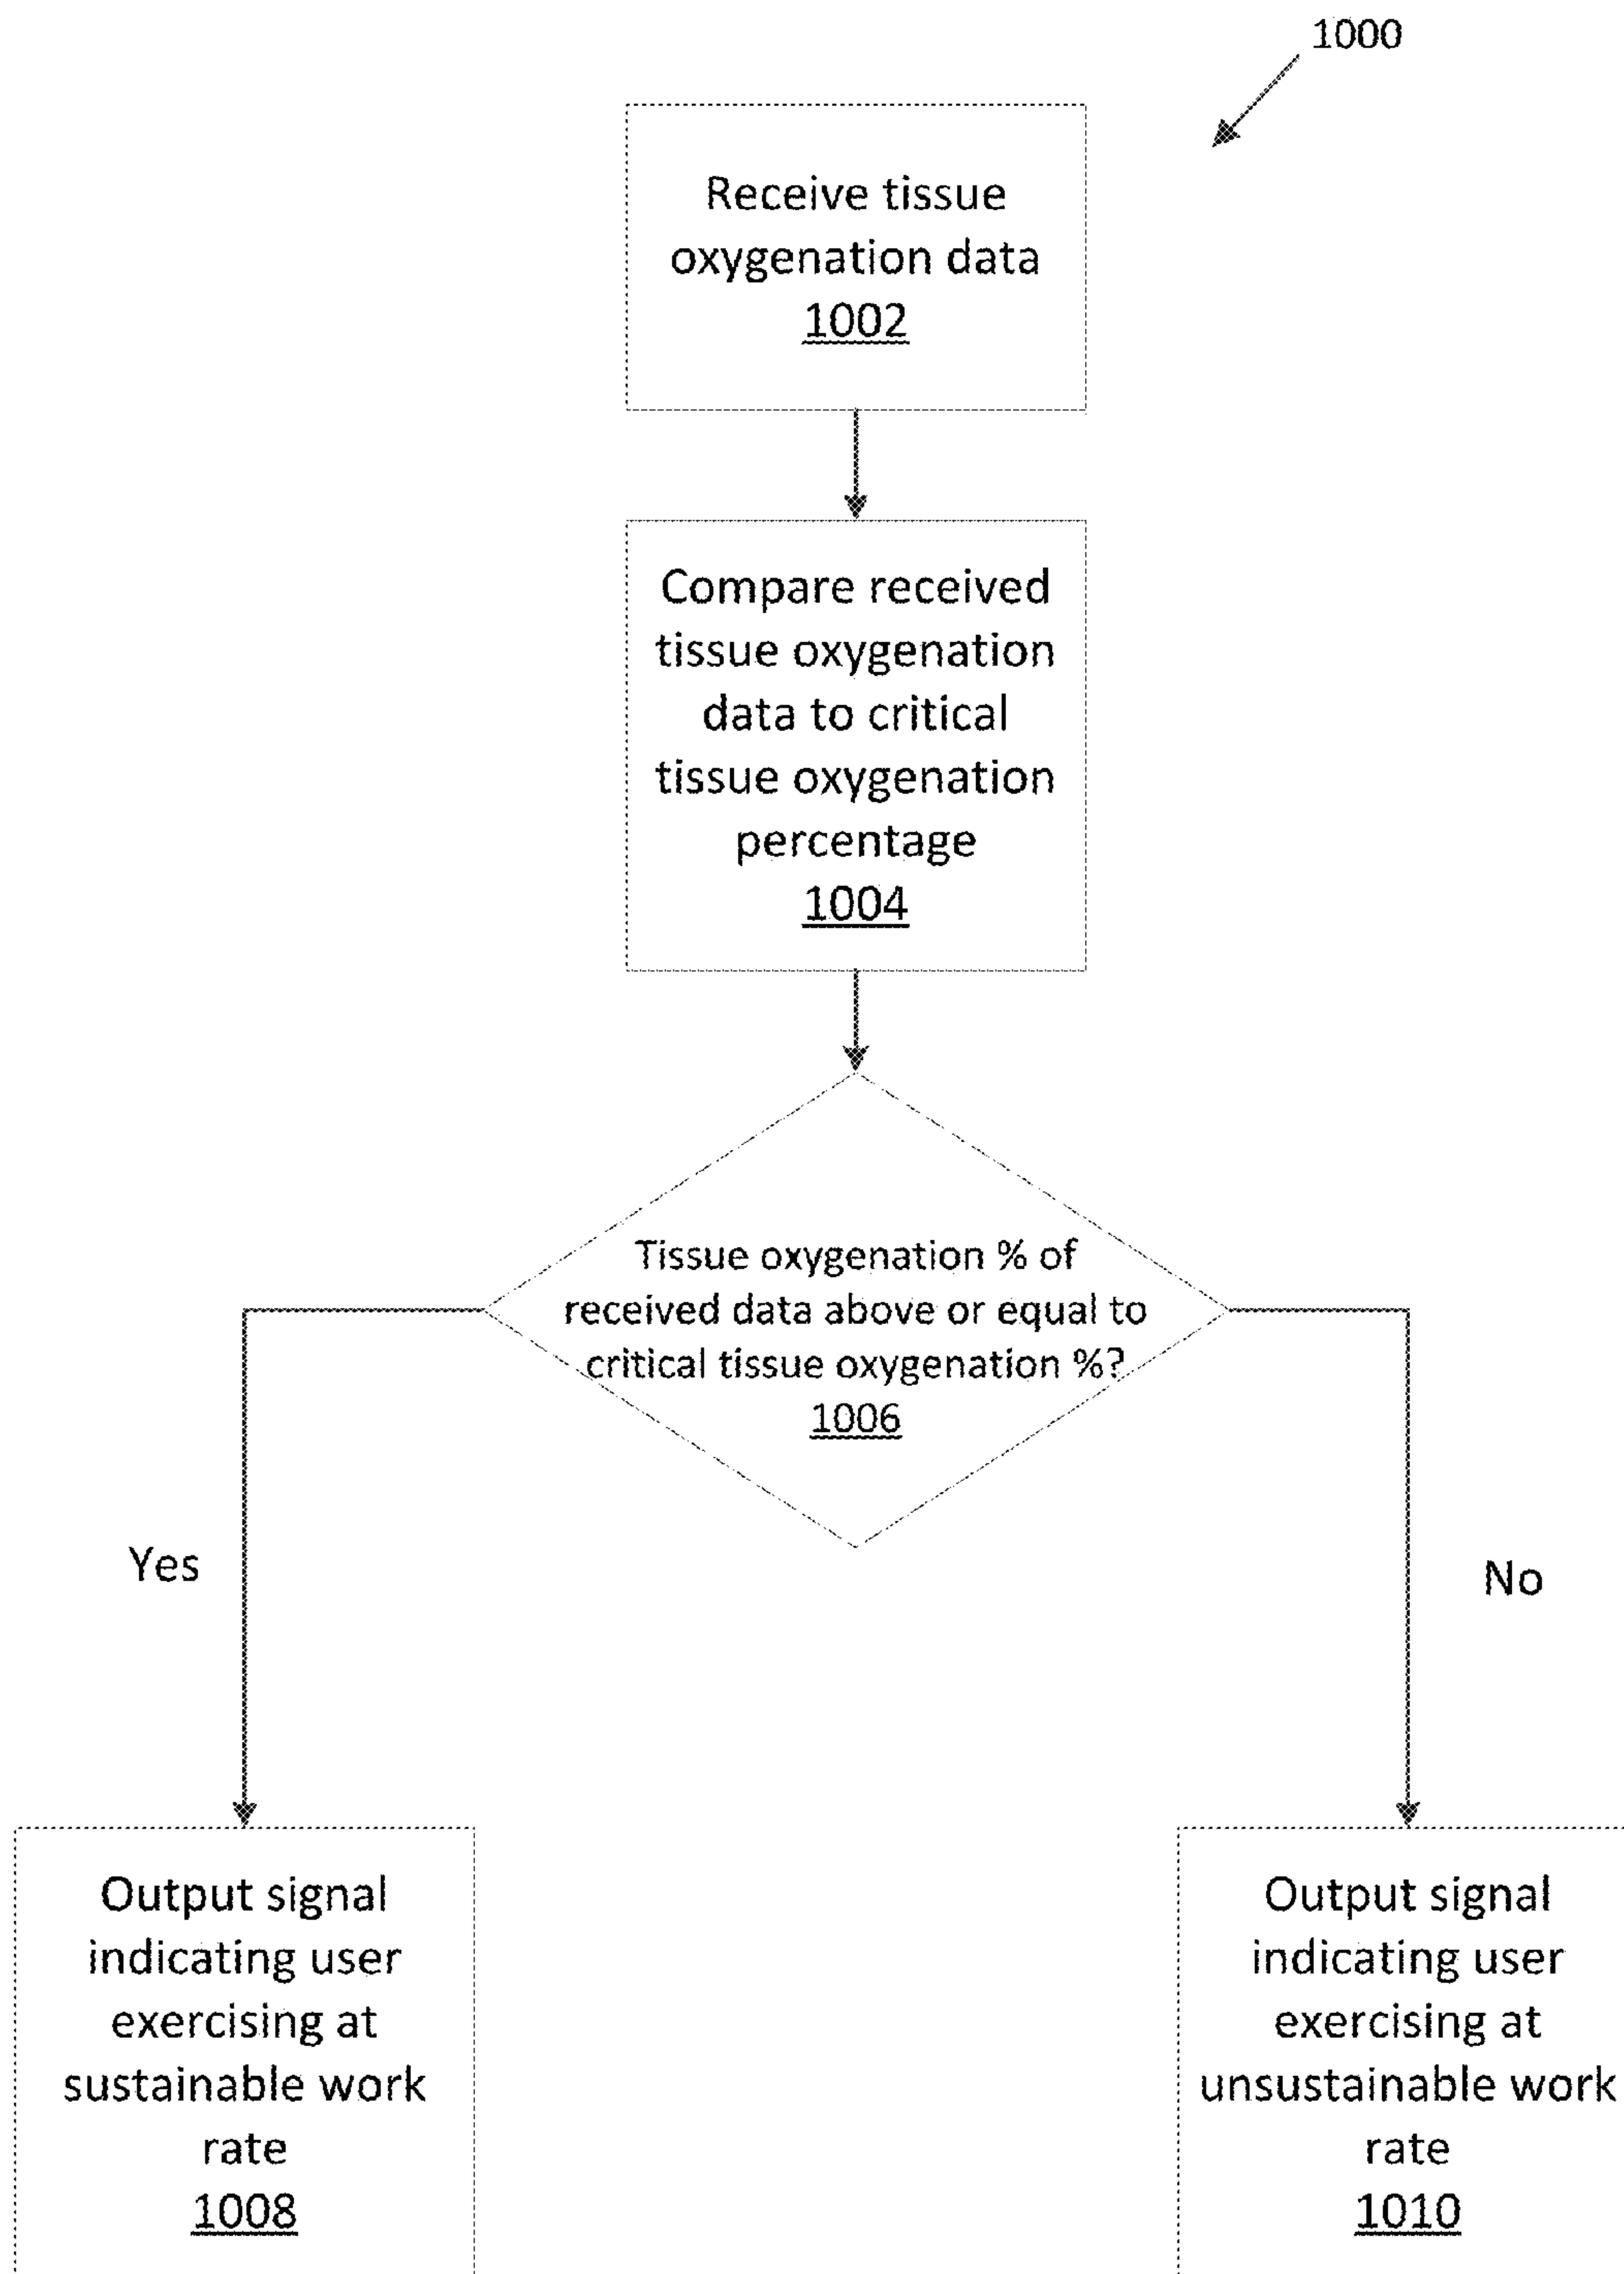 1000
Receive tissue
oxygenation data
1002
Compare received
tissue oxygenation
data to critical
tissue oxygenation
percentage
1004
Tissue oxygenation % of
received data above or equal to
critical tissue oxygenation %?
1006
Yes
No
Output signal
indicating user
exercising at
sustainable work
rate
1008
Output signal
indicating user
exercising at
unsustainable work
rate
1010